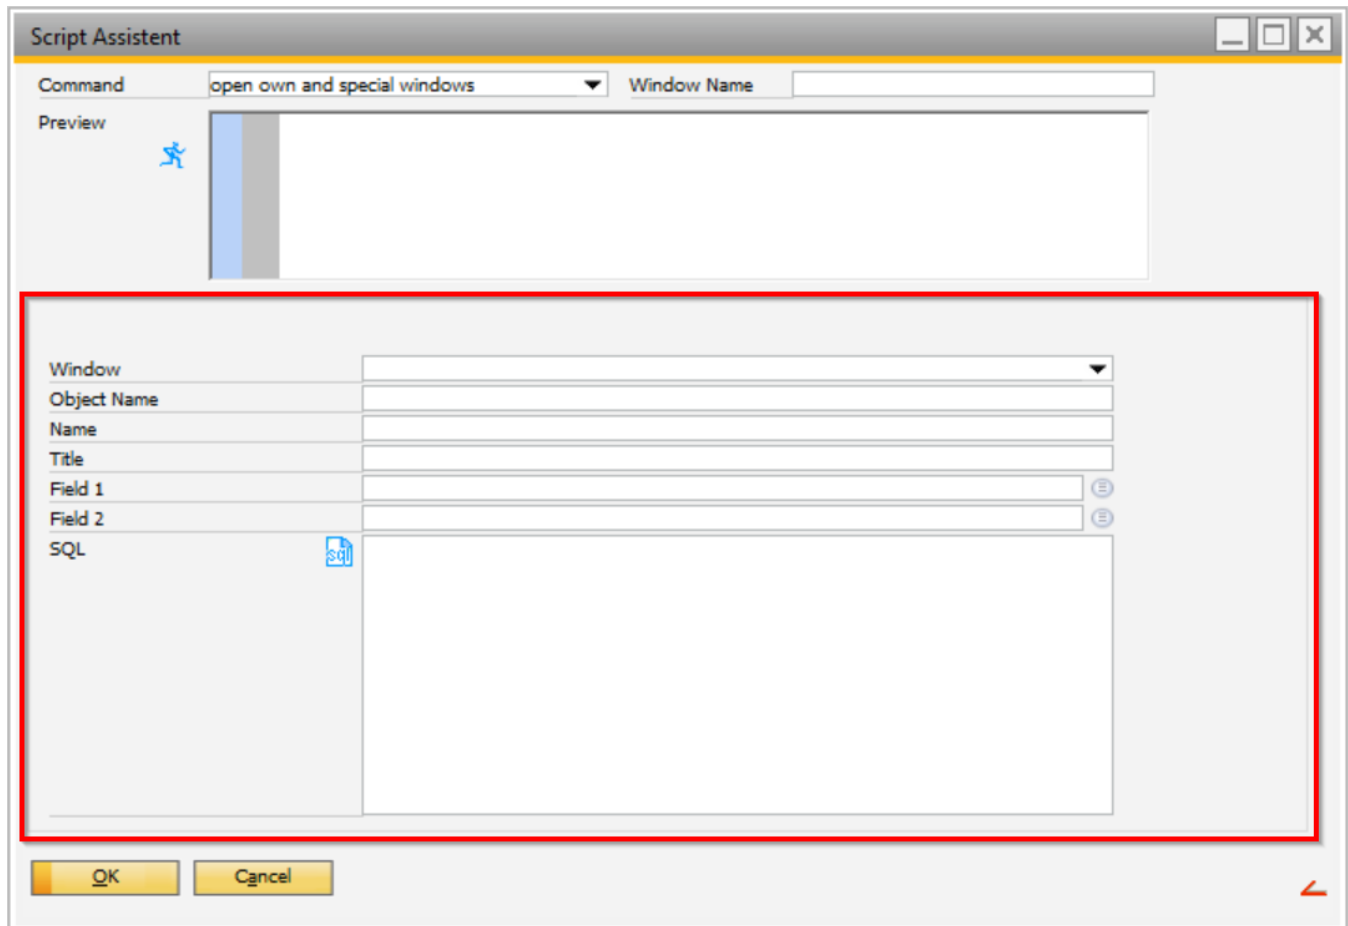 Script Assistent
Command open own and special windows Window Name
Preview
Window
Object Name
Name
Title
Field 1
Field 2
SQL sql
OK Cancel